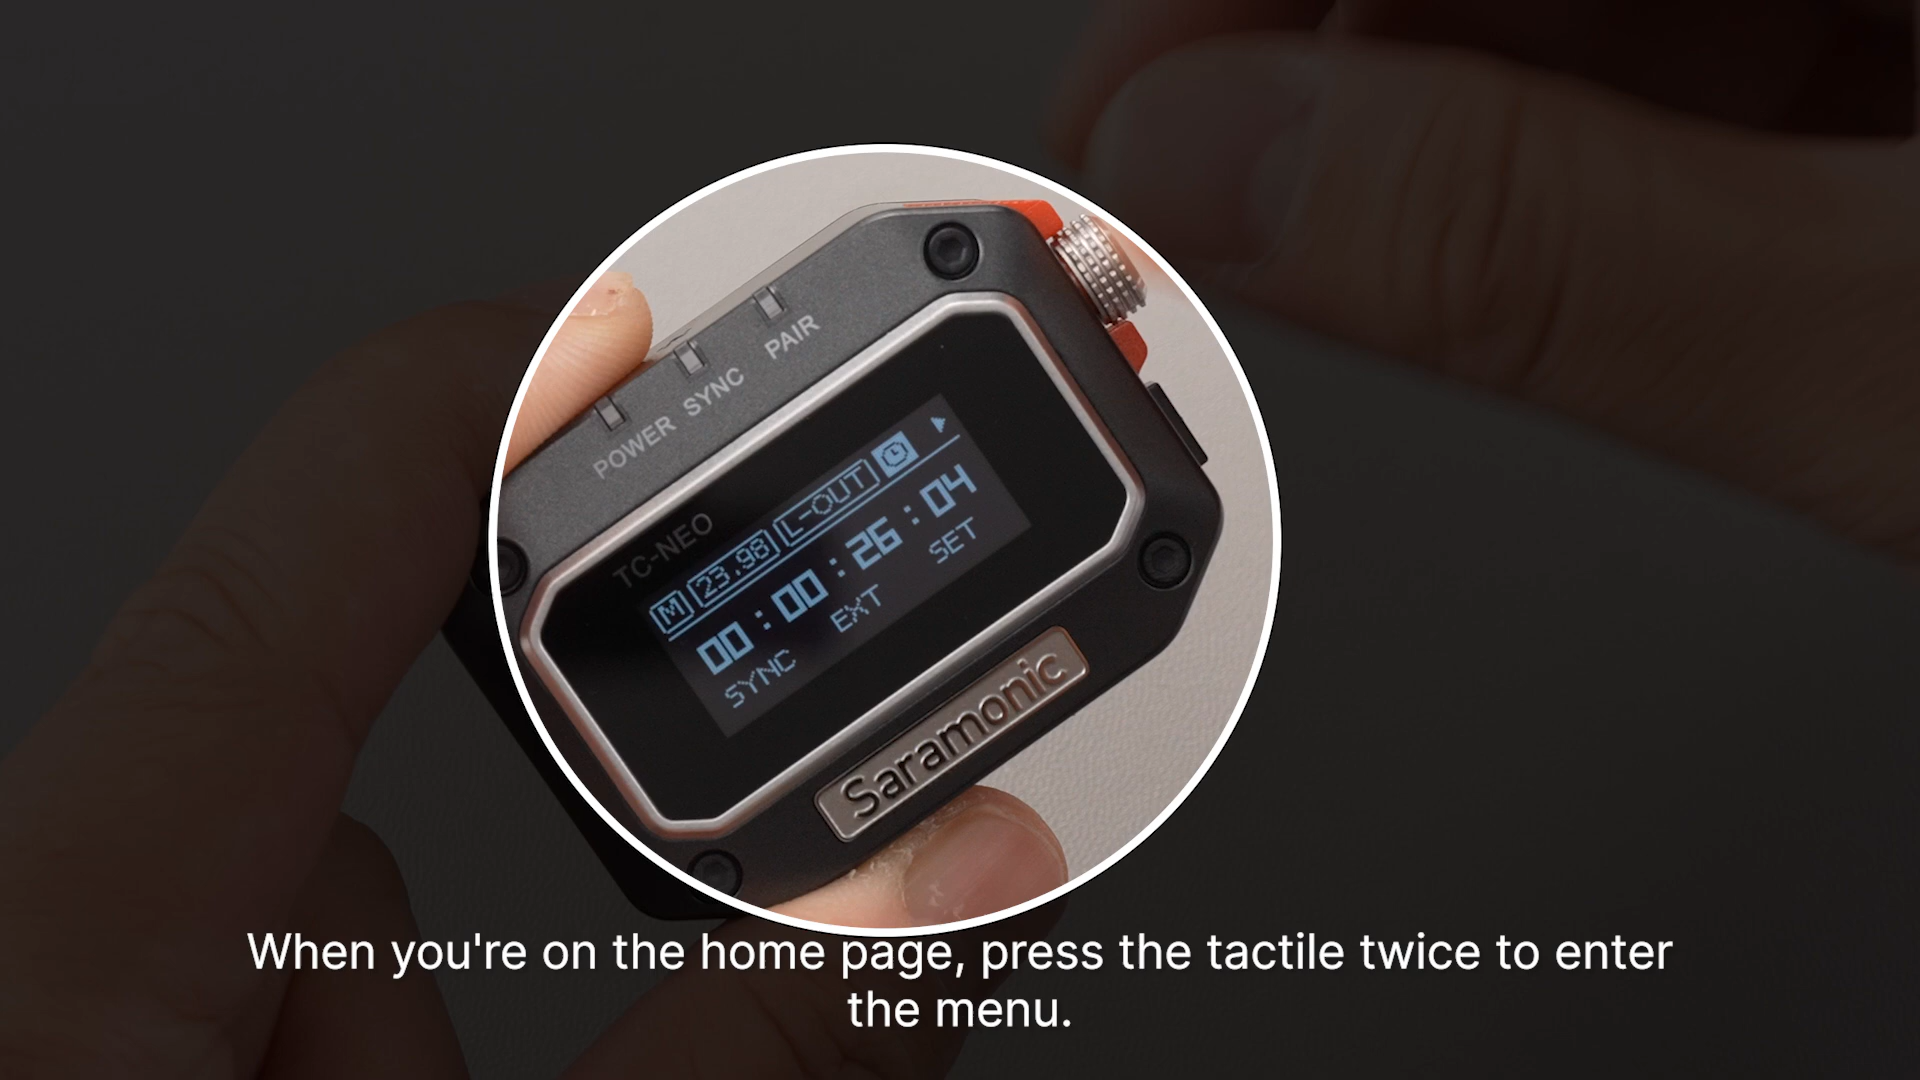 POWER SYNC PAIR
TC-NEO
M 23.98 L-OUT
00:00:26:04
SYNC EXT SET
Saramonic
When you're on the home page, press the tactile twice to enter
the menu.